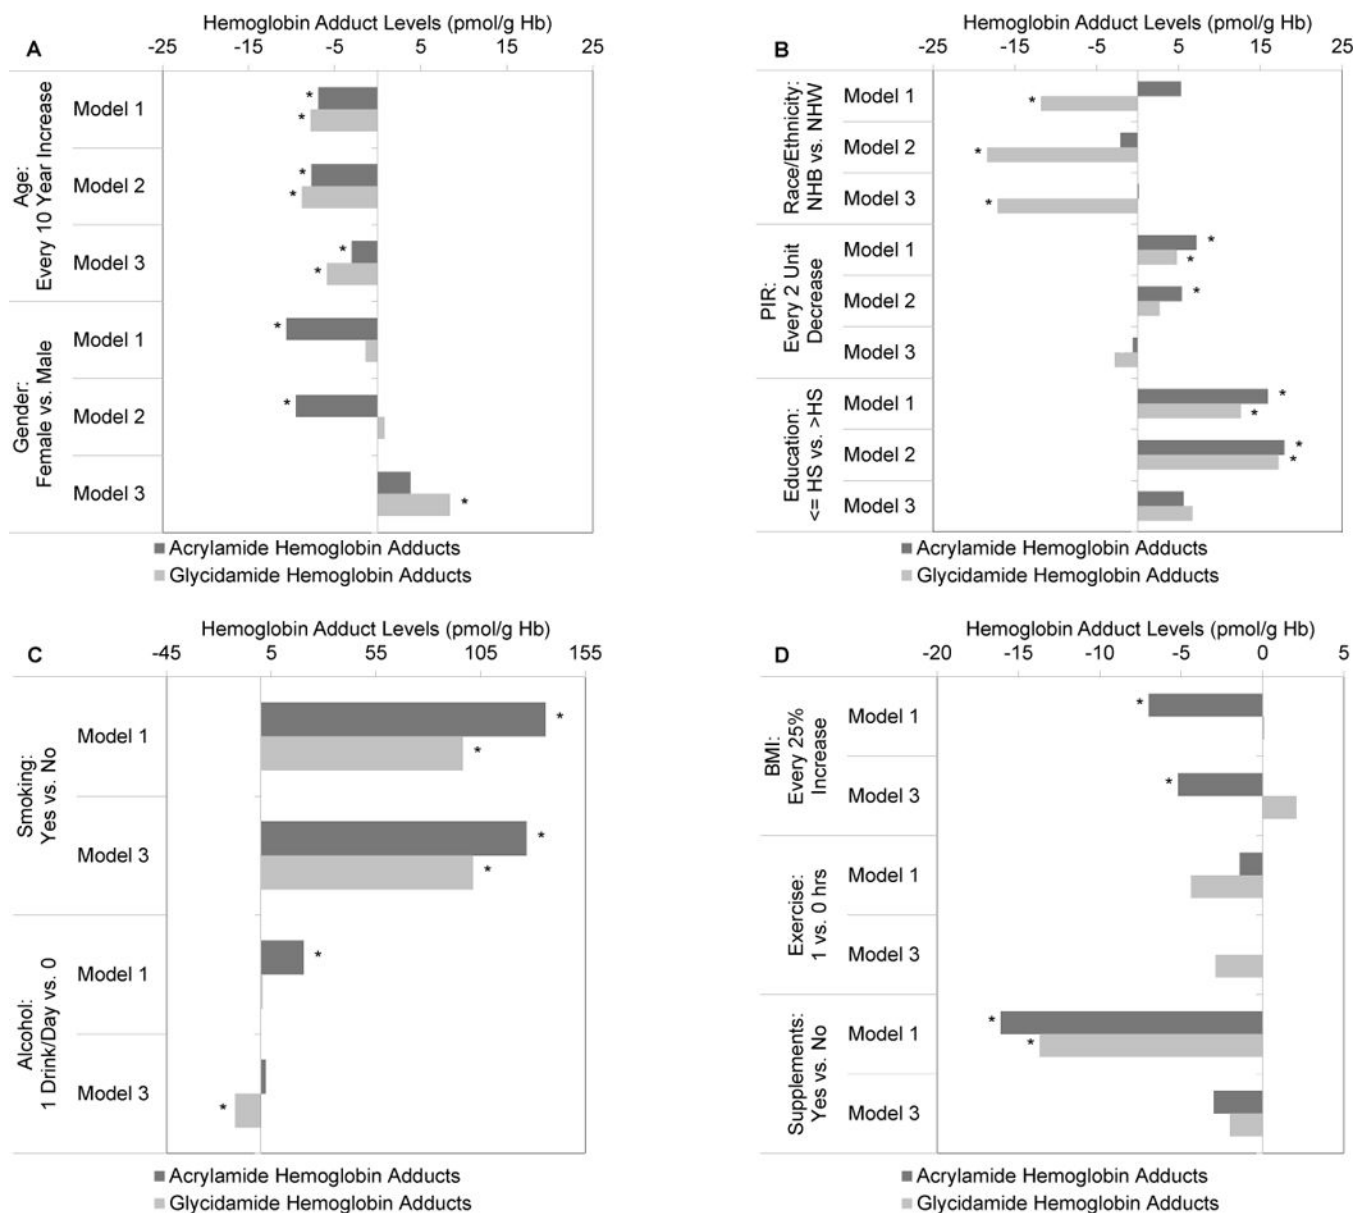 Hemoglobin Adduct Levels (pmol/g Hb)
A
-25 -15 -5 5 15 25
Age:
Every 10 Year Increase
Model 1
*
*
Model 2
*
*
Model 3
*
*
Gender:
Female vs. Male
Model 1
*
Model 2
*
Model 3
*
Acrylamide Hemoglobin Adducts
Glycidamide Hemoglobin Adducts
Hemoglobin Adduct Levels (pmol/g Hb)
B
-25 -15 -5 5 15 25
Race/Ethnicity:
NHB vs. NHW
Model 1
*
Model 2
*
Model 3
*
PIR:
Every 2 Unit
Decrease
Model 1
*
*
Model 2
*
Model 3
Education:
<= HS vs. >HS
Model 1
*
*
Model 2
*
*
Model 3
Acrylamide Hemoglobin Adducts
Glycidamide Hemoglobin Adducts
Hemoglobin Adduct Levels (pmol/g Hb)
C
-45 5 55 105 155
Smoking:
Yes vs. No
Model 1
*
*
Model 3
*
*
Alcohol:
1 Drink/Day vs. 0
Model 1
*
Model 3
*
Acrylamide Hemoglobin Adducts
Glycidamide Hemoglobin Adducts
Hemoglobin Adduct Levels (pmol/g Hb)
D
-20 -15 -10 -5 0 5
BMI:
Every 25%
Increase
Model 1
*
Model 3
*
Exercise:
1 vs. 0 hrs
Model 1
Model 3
Supplements:
Yes vs. No
Model 1
*
*
Model 3
Acrylamide Hemoglobin Adducts
Glycidamide Hemoglobin Adducts